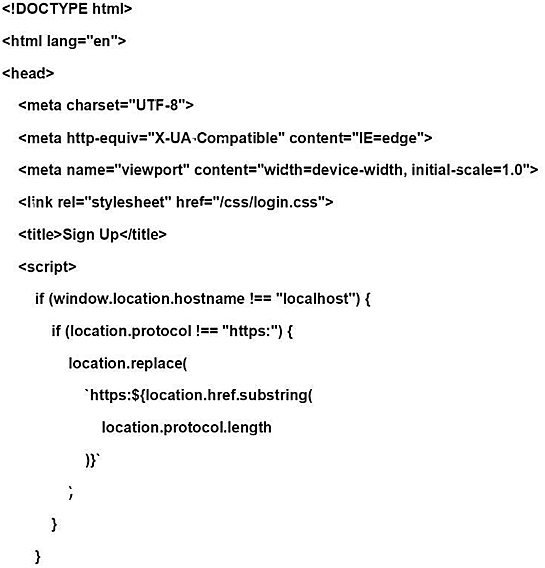 <!DOCTYPE html>
<html lang="en">
<head>
    <meta charset="UTF-8">
    <meta http-equiv="X-UA-Compatible" content="IE=edge">
    <meta name="viewport" content="width=device-width, initial-scale=1.0">
    <link rel="stylesheet" href="/css/login.css">
    <title>Sign Up</title>
    <script>
        if (window.location.hostname !== "localhost") {
            if (location.protocol !== "https:") {
                location.replace(
                    `https:${location.href.substring(
                        location.protocol.length
                    )}`
                ;
            }
        }